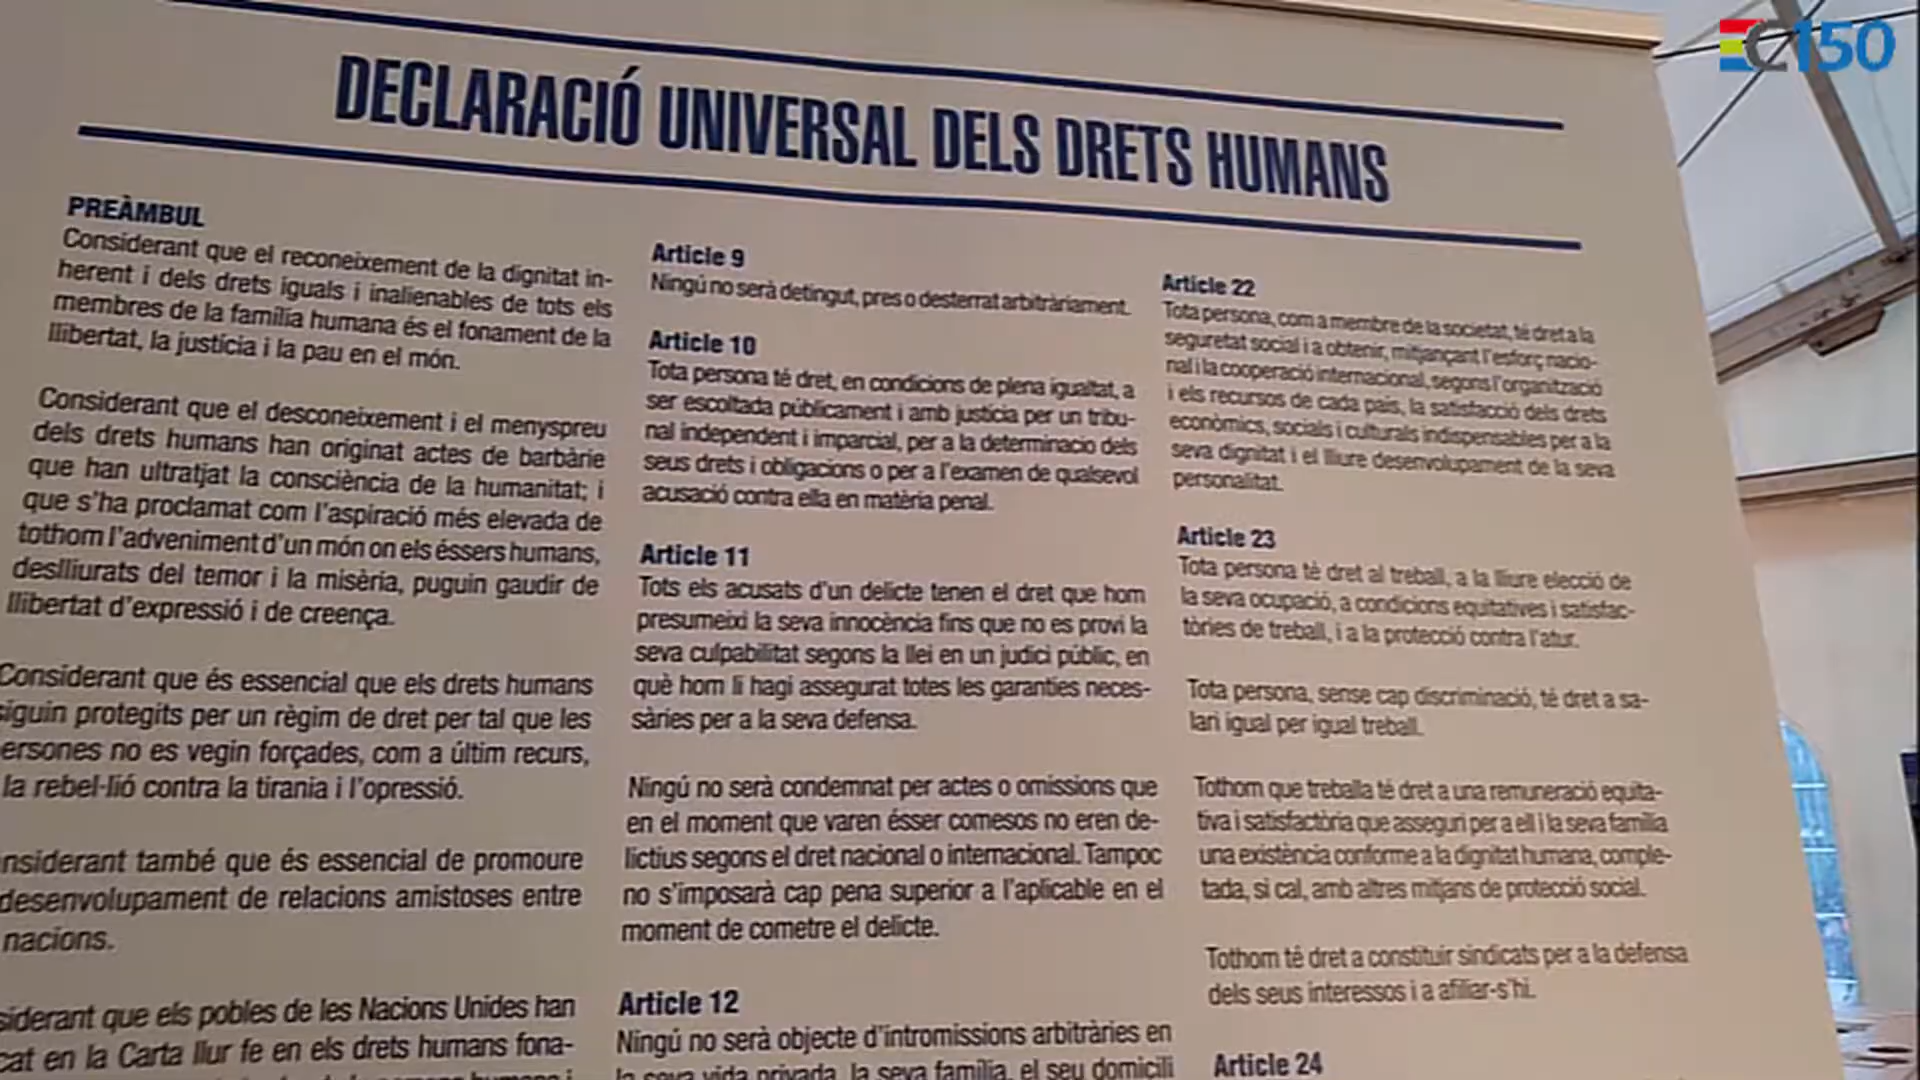 EC150
DECLARACIÓ UNIVERSAL DELS DRETS HUMANS
PREÀMBUL
Considerant que el reconeixement de la dignitat in-
herent i dels drets iguals i inalienables de tots els
membres de la família humana és el fonament de la
llibertat, la justícia i la pau en el món.
Considerant que el desconeixement i el menyspreu
dels drets humans han originat actes de barbàrie
que han ultratjat la consciència de la humanitat; i
que s'ha proclamat com l'aspiració més elevada de
tothom l'adveniment d'un món on els éssers humans,
deslliurats del temor i la misèria, puguin gaudir de
llibertat d'expressió i de creença.
Considerant que és essencial que els drets humans
siguin protegits per un règim de dret per tal que les
ersones no es vegin forçades, com a últim recurs,
la rebel·lió contra la tirania i l'opressió.
nsiderant també que és essencial de promoure
desenvolupament de relacions amistoses entre
nacions.
siderant que els pobles de les Nacions Unides han
cat en la Carta llur fe en els drets humans fona-
Article 9
Ningú no serà detingut, pres o desterrat arbitràriament.
Article 10
Tota persona té dret, en condicions de plena igualtat, a
ser escoltada públicament i amb justícia per un tribu-
nal independent i imparcial, per a la determinacio dels
seus drets i obligacions o per a l'examen de qualsevol
acusació contra ella en matèria penal.
Article 11
Tots els acusats d'un delicte tenen el dret que hom
presumeixi la seva innocència fins que no es provi la
seva culpabilitat segons la llei en un judici públic, en
què hom li hagi assegurat totes les garanties neces-
sàries per a la seva defensa.
Ningú no serà condemnat per actes o omissions que
en el moment que varen ésser comesos no eren de-
lictius segons el dret nacional o internacional. Tampoc
no s'imposarà cap pena superior a l'aplicable en el
moment de cometre el delicte.
Article 12
Ningú no serà objecte d'intromissions arbitràries en
la seva vida privada, la seva família, el seu domicili
Article 22
Tota persona, com a membre de la societat, té dret a la
seguretat social i a obtenir, mitjançant l'esforç nacio-
nal i la cooperació internacional, segons l'organització
i els recursos de cada país, la satisfacció dels drets
econòmics, socials i culturals indispensables per a la
seva dignitat i el lliure desenvolupament de la seva
personalitat.
Article 23
Tota persona té dret al treball, a la lliure elecció de
la seva ocupació, a condicions equitatives i satisfac-
tòries de treball, i a la protecció contra l'atur.
Tota persona, sense cap discriminació, té dret a sa-
lari igual per igual treball.
Tothom que treballa té dret a una remuneració equita-
tiva i satisfactòria que asseguri per a ell i la seva família
una existència conforme a la dignitat humana, comple-
tada, si cal, amb altres mitjans de protecció social.
Tothom té dret a constituir sindicats per a la defensa
dels seus interessos i a afiliar-s'hi.
Article 24